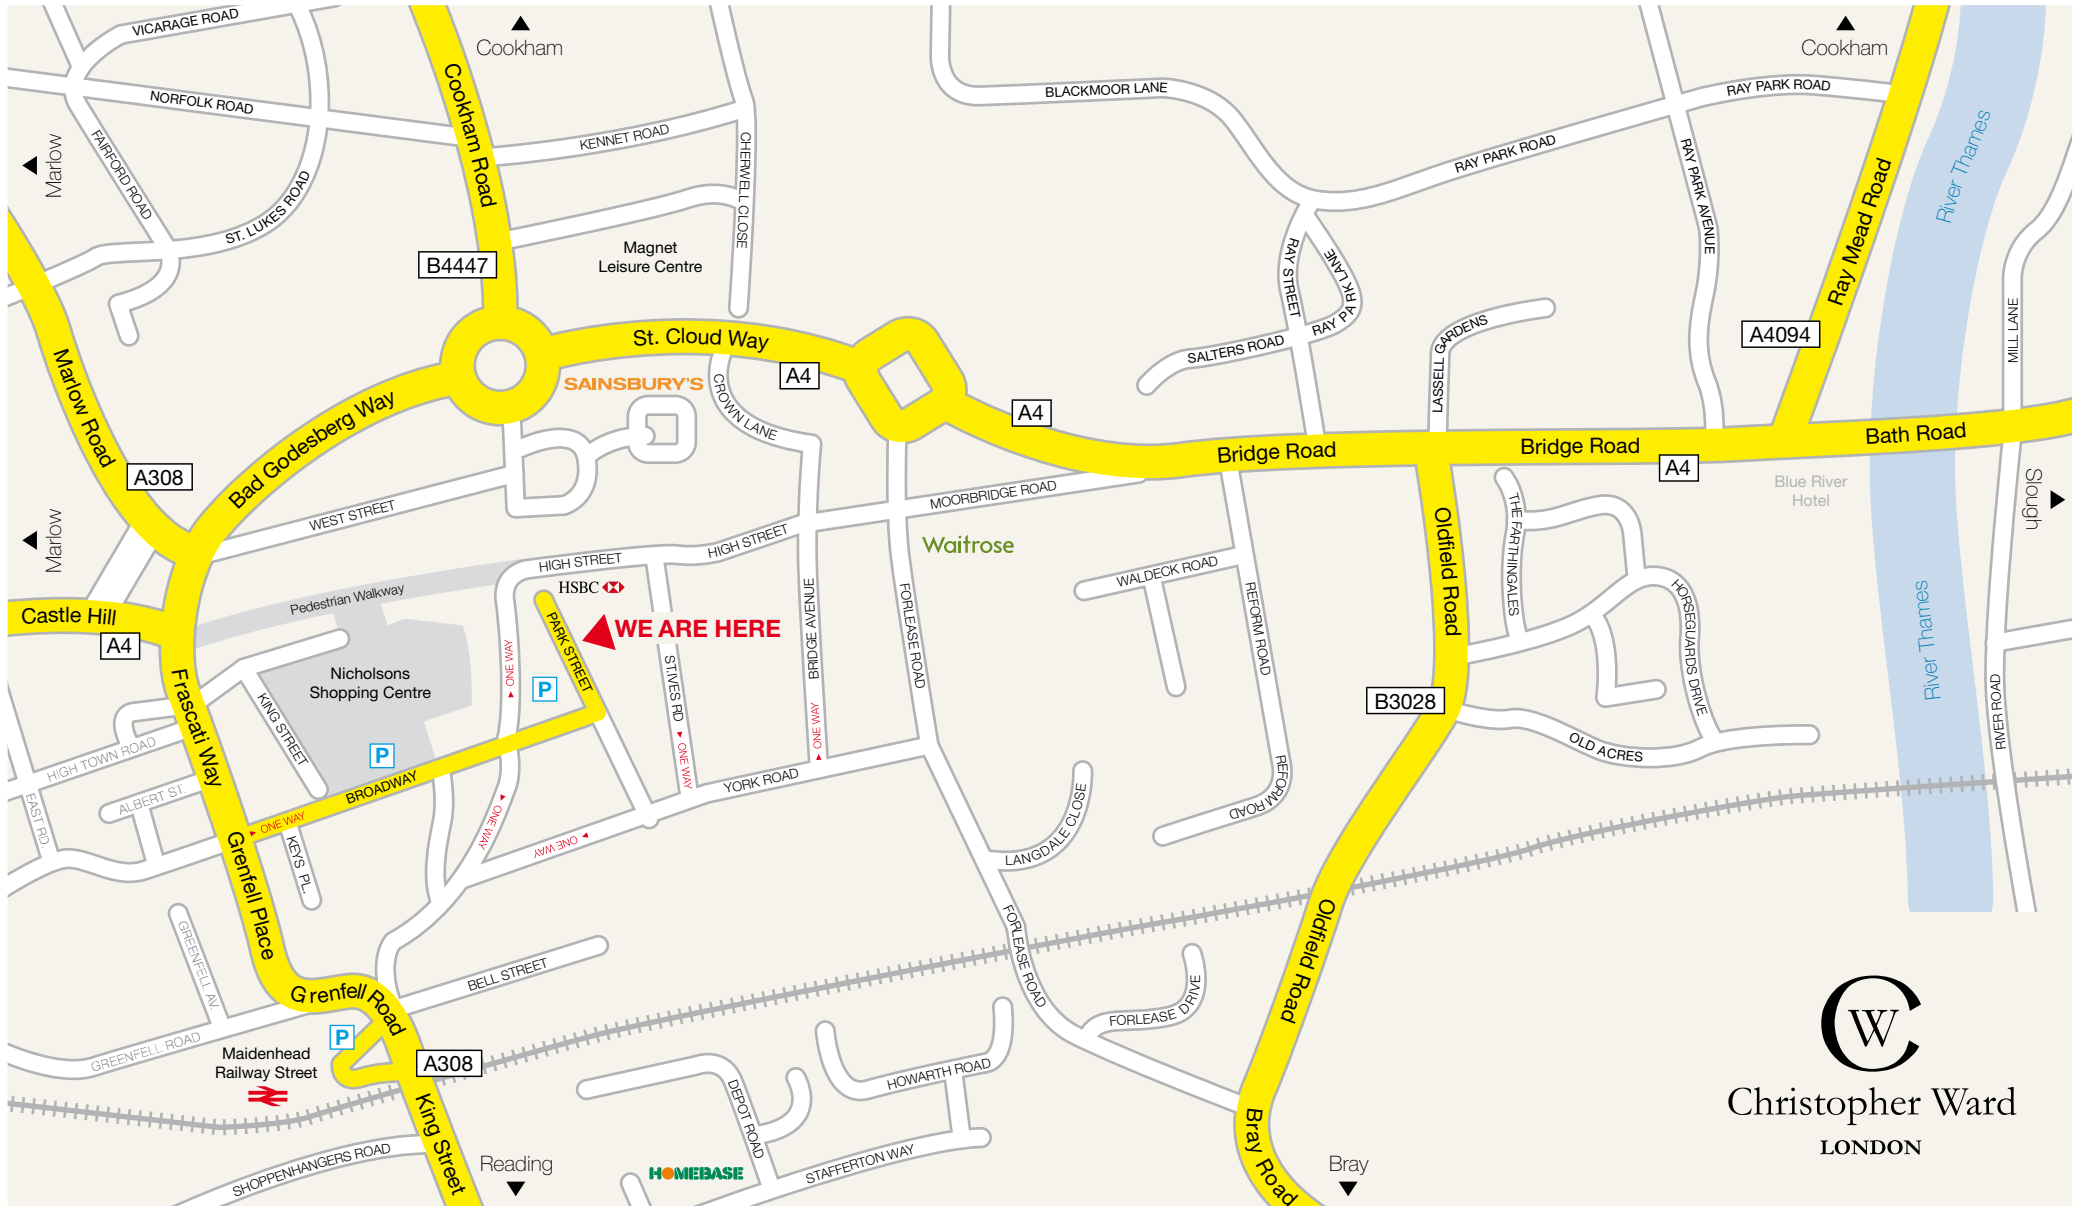 VICARAGE ROAD
Cookham
Cookham
NORFOLK ROAD
Cookham Road
KENNET ROAD
BLACKMOOR LANE
RAY PARK ROAD
RAY PARK ROAD
River Thames
Marlow
FAIRFORD ROAD
ST. LUKES ROAD
CHERWELL CLOSE
RAY PARK AVENUE
Ray Mead Road
B4447
Magnet
Leisure Centre
RAY STREET
RAY PARK LANE
SALTERS ROAD
LASSELL GARDENS
A4094
MILL LANE
St. Cloud Way
A4
SAINSBURY'S
CROWN LANE
Marlow Road
A308
Bad Godesberg Way
A4
Bridge Road
Bridge Road
A4
Bath Road
Blue River
Hotel
Slough
WEST STREET
MOORBRIDGE ROAD
HIGH STREET
HIGH STREET
Waitrose
Marlow
Pedestrian Walkway
HSBC
WE ARE HERE
PARK STREET
Castle Hill
A4
Nicholsons
Shopping Centre
P
P
ONE WAY
ST.IVES RD
ONE WAY
BRIDGE AVENUE
ONE WAY
FORLEASE ROAD
WALDECK ROAD
REFORM ROAD
REFORM ROAD
Oldfield Road
THE FARTHINGALES
HORSEGUARDS DRIVE
OLD ACRES
B3028
River Thames
RIVER ROAD
Frascati Way
KING STREET
HIGH TOWN ROAD
ALBERT ST.
EAST RD.
BROADWAY
ONE WAY
KEYS PL.
ONE WAY
ONE WAY
YORK ROAD
LANGDALE CLOSE
Grenfell Place
GREENFELL AV.
GREENFELL ROAD
Grenfell Road
BELL STREET
P
Maidenhead
Railway Street
A308
FORLEASE ROAD
FORLEASE DRIVE
Oldfield Road
HOWARTH ROAD
DEPOT ROAD
STAFFERTON WAY
HOMEBASE
King Street
SHOPPENHANGERS ROAD
Reading
Bray Road
Bray
CW
Christopher Ward
LONDON